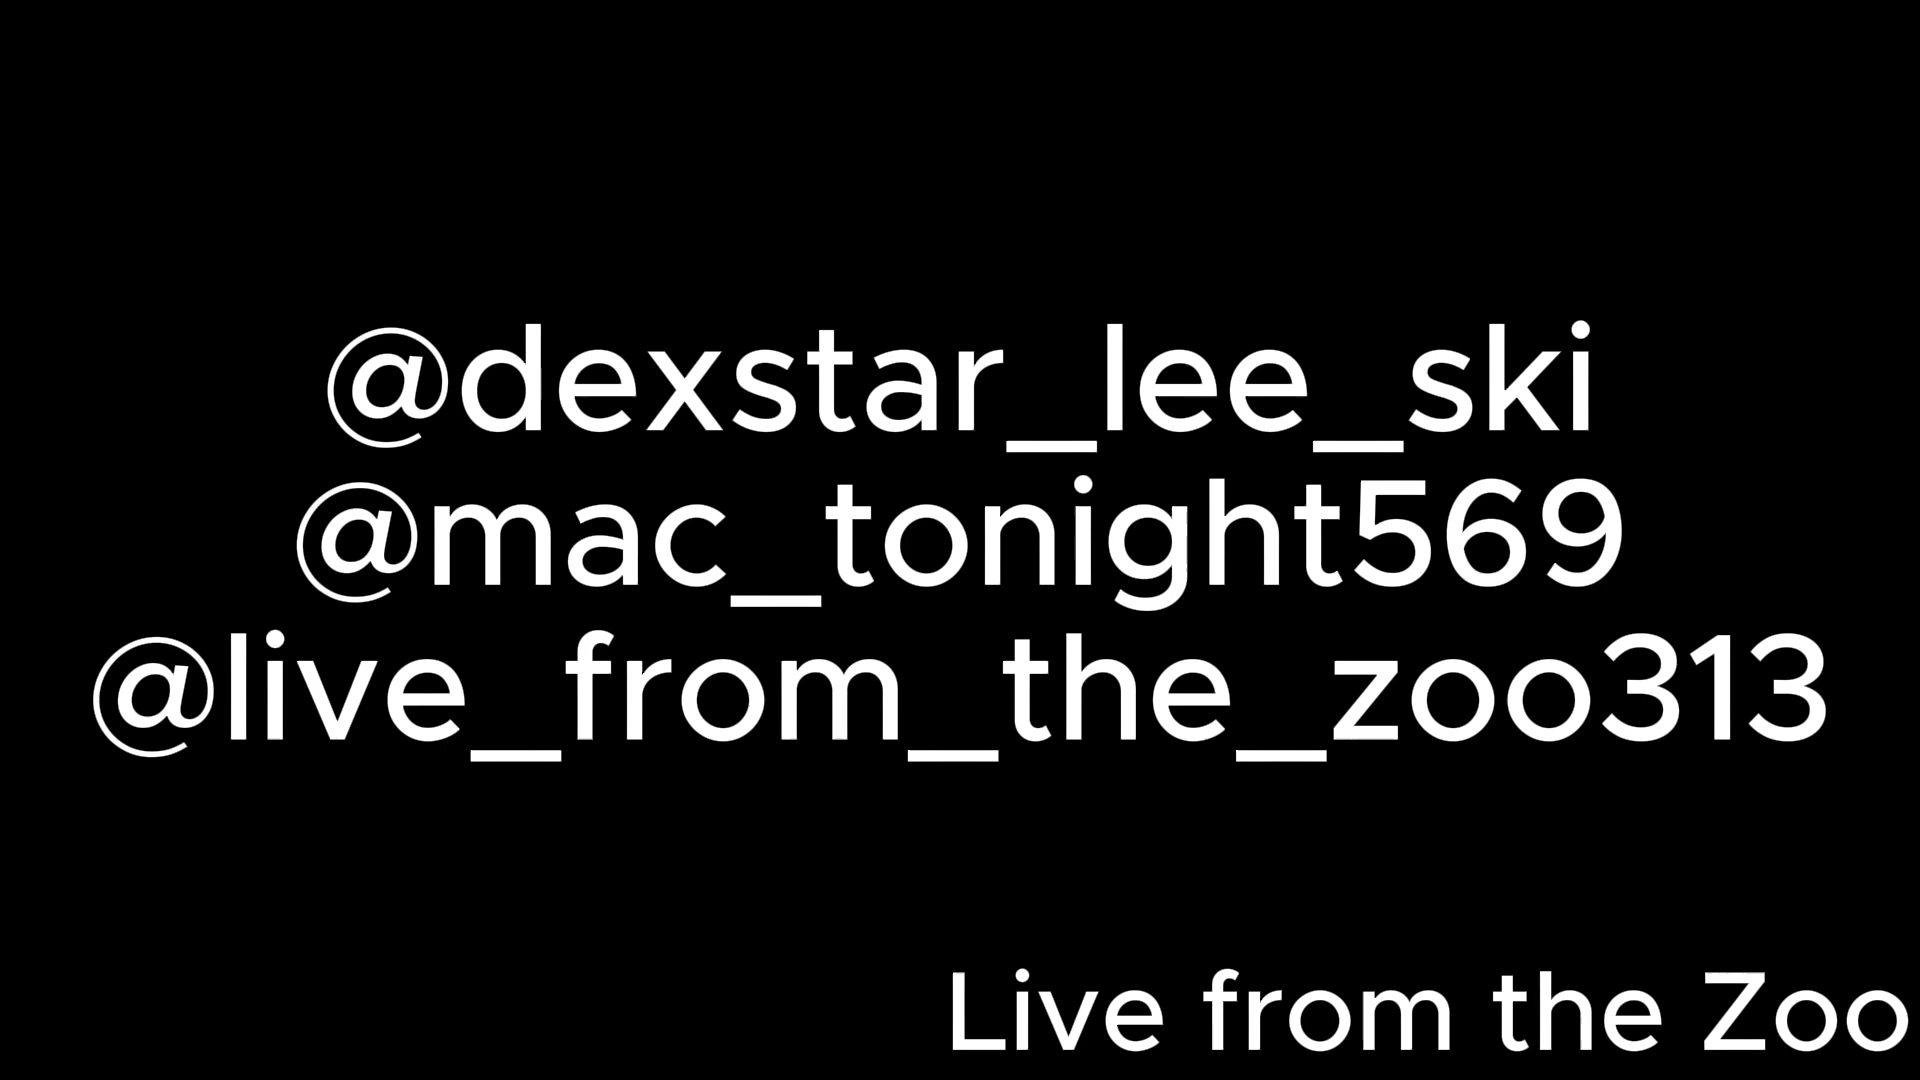 @dexstar_lee_ski
@mac_tonight569
@live_from_the_zoo313
Live from the Zoo